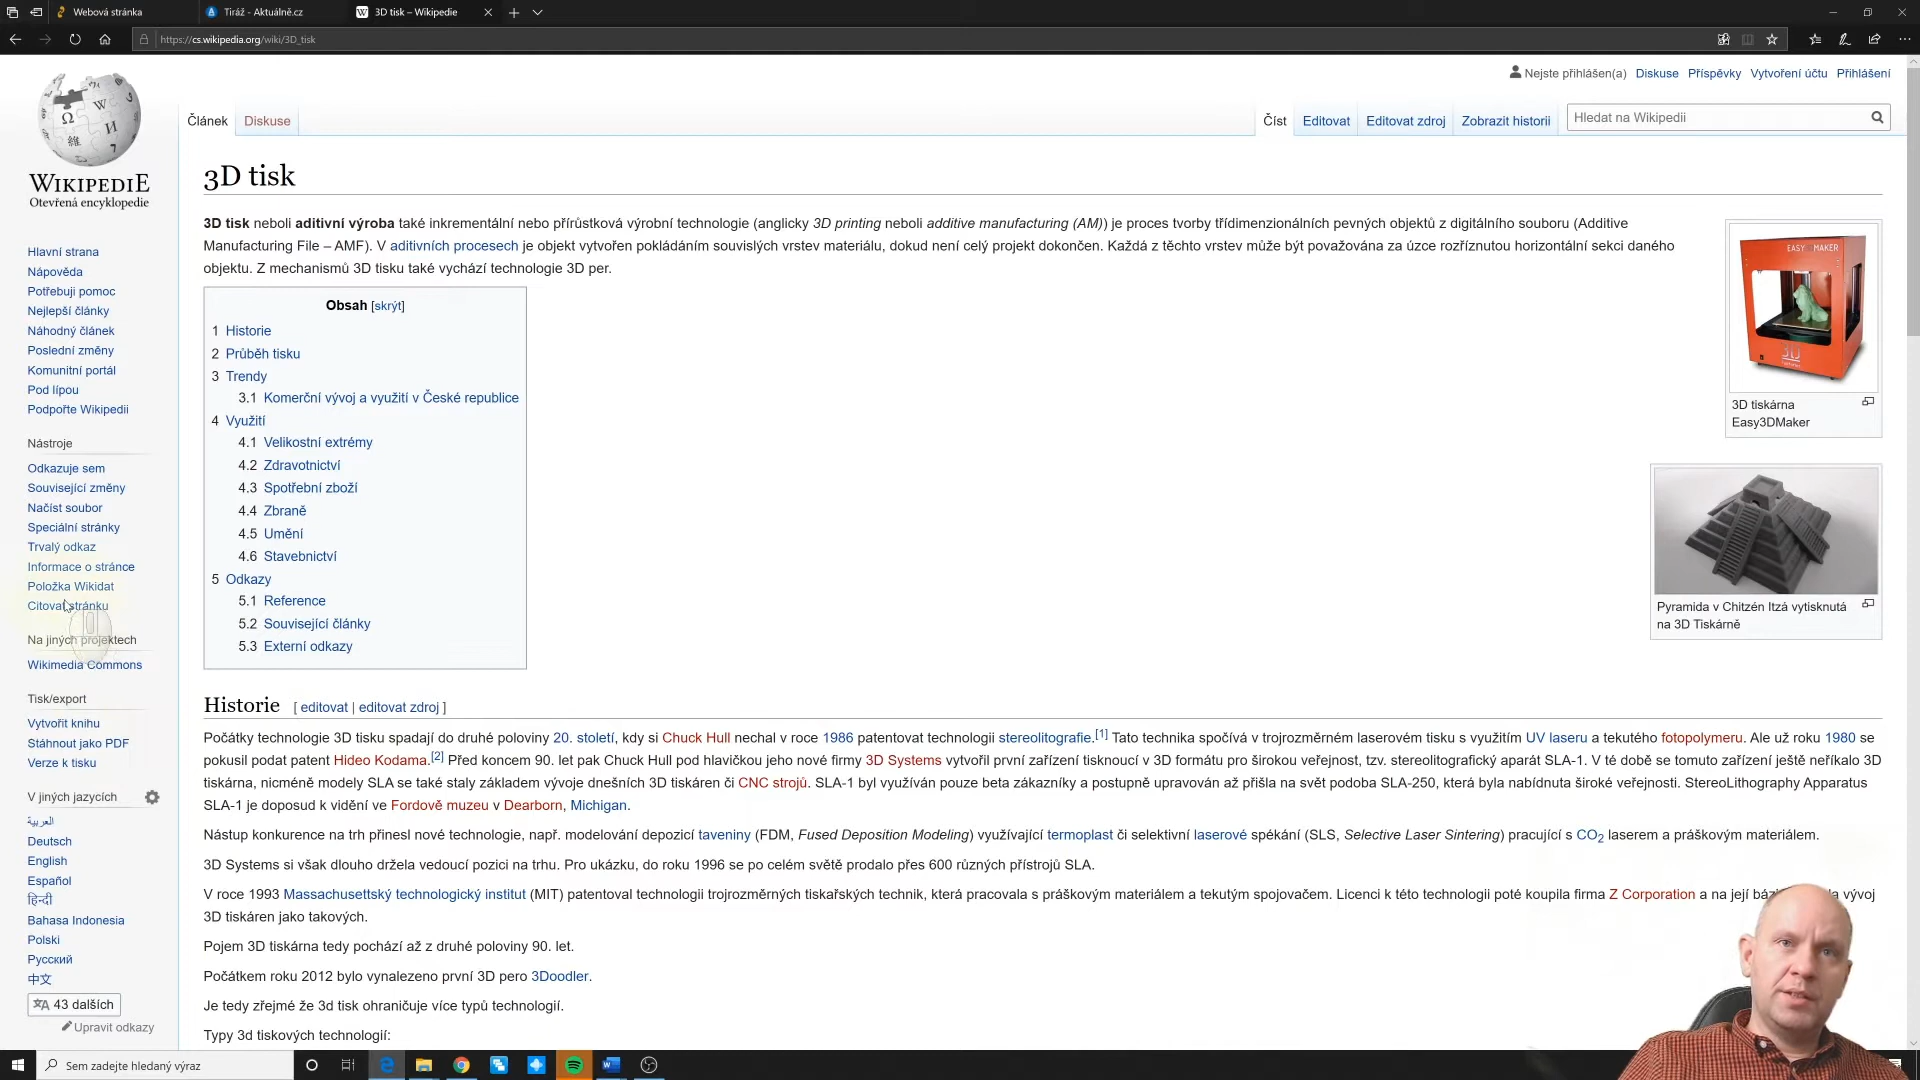 Webová stránka
Tiráž - Aktuálně.cz
3D tisk – Wikipedie
https://cs.wikipedia.org/wiki/3D_tisk
Nejste přihlášen(a) Diskuse Příspěvky Vytvoření účtu Přihlášení
Článek Diskuse
Číst Editovat Editovat zdroj Zobrazit historii
Hledat na Wikipedii
WIKIPEDIE
Otevřená encyklopedie
Hlavní strana
Nápověda
Potřebuji pomoc
Nejlepší články
Náhodný článek
Poslední změny
Komunitní portál
Pod lípou
Podpořte Wikipedii
Nástroje
Odkazuje sem
Související změny
Načíst soubor
Speciální stránky
Trvalý odkaz
Informace o stránce
Položka Wikidat
Citovat stránku
Na jiných projektech
Wikimedia Commons
Tisk/export
Vytvořit knihu
Stáhnout jako PDF
Verze k tisku
V jiných jazycích
العربية
Deutsch
English
Español
हिन्दी
Bahasa Indonesia
Polski
Русский
中文
43 dalších
Upravit odkazy
3D tisk
3D tisk neboli aditivní výroba také inkrementální nebo přírůstková výrobní technologie (anglicky 3D printing neboli additive manufacturing (AM)) je proces tvorby třídimenzionálních pevných objektů z digitálního souboru (Additive
Manufacturing File – AMF). V aditivních procesech je objekt vytvořen pokládáním souvislých vrstev materiálu, dokud není celý projekt dokončen. Každá z těchto vrstev může být považována za úzce rozříznutou horizontální sekci daného
objektu. Z mechanismů 3D tisku také vychází technologie 3D per.
Obsah [skrýt]
1 Historie
2 Průběh tisku
3 Trendy
3.1 Komerční vývoj a využití v České republice
4 Využití
4.1 Velikostní extrémy
4.2 Zdravotnictví
4.3 Spotřební zboží
4.4 Zbraně
4.5 Umění
4.6 Stavebnictví
5 Odkazy
5.1 Reference
5.2 Související články
5.3 Externí odkazy
EASY MAKER
3D tiskárna
Easy3DMaker
Pyramida v Chitzén Itzá vytisknutá
na 3D Tiskárně
Historie [ editovat | editovat zdroj ]
Počátky technologie 3D tisku spadají do druhé poloviny 20. století, kdy si Chuck Hull nechal v roce 1986 patentovat technologii stereolitografie.[1] Tato technika spočívá v trojrozměrném laserovém tisku s využitím UV laseru a tekutého fotopolymeru. Ale už roku 1980 se
pokusil podat patent Hideo Kodama.[2] Před koncem 90. let pak Chuck Hull pod hlavičkou jeho nové firmy 3D Systems vytvořil první zařízení tisknoucí v 3D formátu pro širokou veřejnost, tzv. stereolitografický aparát SLA-1. V té době se tomuto zařízení ještě neříkalo 3D
tiskárna, nicméně modely SLA se také staly základem vývoje dnešních 3D tiskáren či CNC strojů. SLA-1 byl využíván pouze beta zákazníky a postupně upravován až přišla na svět podoba SLA-250, která byla nabídnuta široké veřejnosti. StereoLithography Apparatus
SLA-1 je doposud k vidění ve Fordově muzeu v Dearborn, Michigan.
Nástup konkurence na trh přinesl nové technologie, např. modelování depozicí taveniny (FDM, Fused Deposition Modeling) využívající termoplast či selektivní laserové spékání (SLS, Selective Laser Sintering) pracující s CO2 laserem a práškovým materiálem.
3D Systems si však dlouho držela vedoucí pozici na trhu. Pro ukázku, do roku 1996 se po celém světě prodalo přes 600 různých přístrojů SLA.
V roce 1993 Massachusettský technologický institut (MIT) patentoval technologii trojrozměrných tiskařských technik, která pracovala s práškovým materiálem a tekutým spojovačem. Licenci k této technologii poté koupila firma Z Corporation a na její vývoj
3D tiskáren jako takových.
Pojem 3D tiskárna tedy pochází až z druhé poloviny 90. let.
Počátkem roku 2012 bylo vynalezeno první 3D pero 3Doodler.
Je tedy zřejmé že 3d tisk ohraničuje více typů technologií.
Typy 3d tiskových technologií:
Sem zadejte hledaný výraz